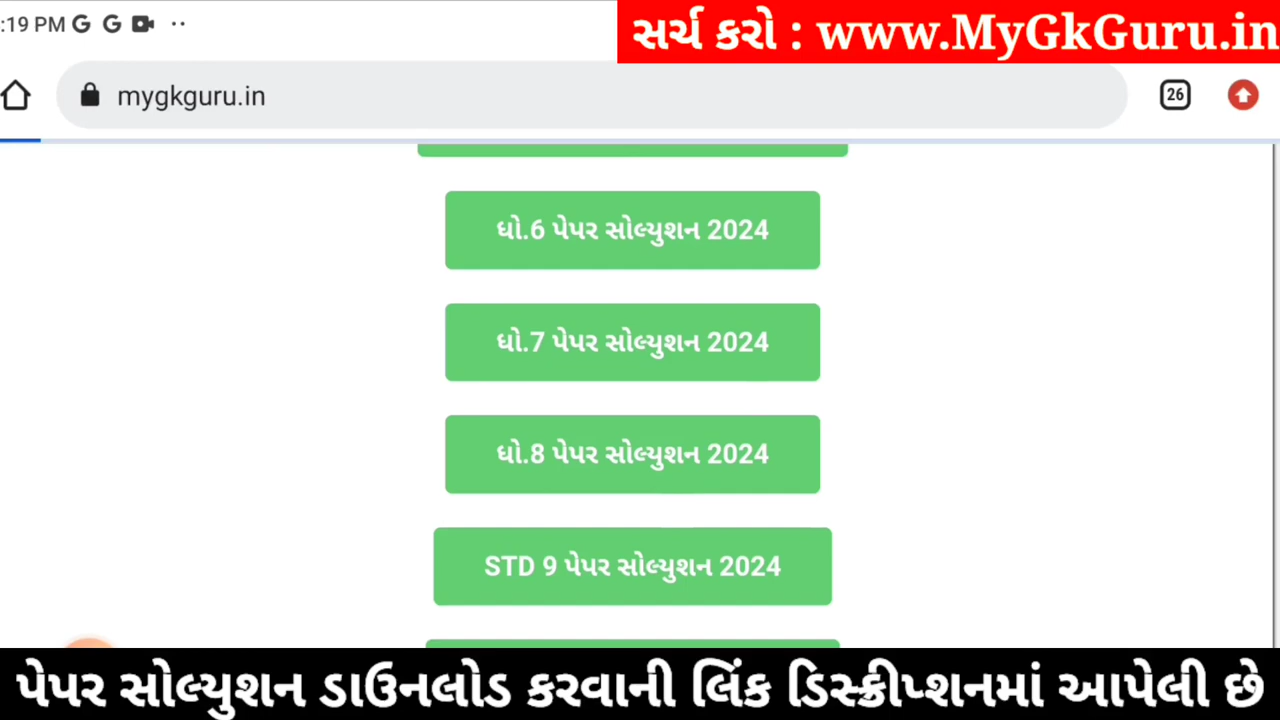 :19 PM G G
સર્ચ કરો : www.MyGkGuru.in
mygkguru.in
26
ધો.6 પેપર સોલ્યુશન 2024
ધો.7 પેપર સોલ્યુશન 2024
ધો.8 પેપર સોલ્યુશન 2024
STD 9 પેપર સોલ્યુશન 2024
પેપર સોલ્યુશન ડાઉનલોડ કરવાની લિંક ડિસ્ક્રીપ્શનમાં આપેલી છે